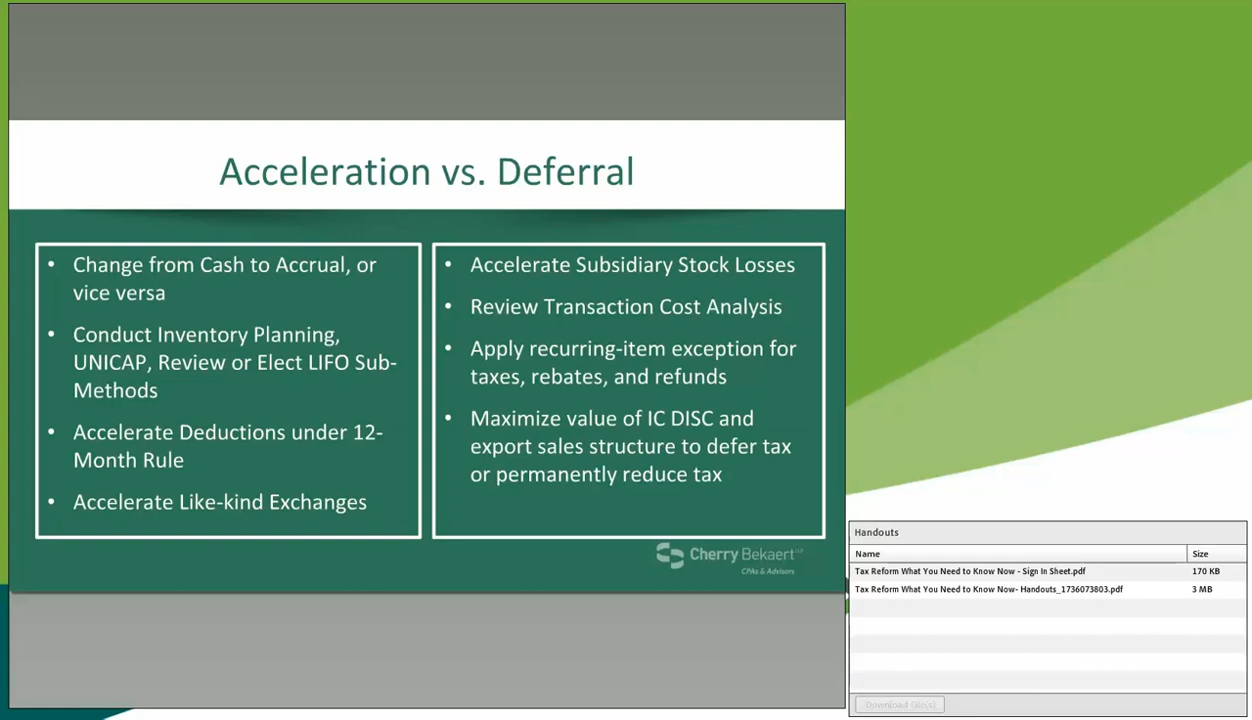 Acceleration vs. Deferral
• Change from Cash to Accrual, or
vice versa
• Conduct Inventory Planning,
UNICAP, Review or Elect LIFO Sub-
Methods
• Accelerate Deductions under 12-
Month Rule
• Accelerate Like-kind Exchanges
• Accelerate Subsidiary Stock Losses
• Review Transaction Cost Analysis
• Apply recurring-item exception for
taxes, rebates, and refunds
• Maximize value of IC DISC and
export sales structure to defer tax
or permanently reduce tax
Cherry Bekaert LLP
CPAs & Advisors
Handouts
Name Size
Tax Reform What You Need to Know Now - Sign In Sheet.pdf 170 KB
Tax Reform What You Need to Know Now- Handouts_1736073803.pdf 3 MB
Download File(s)